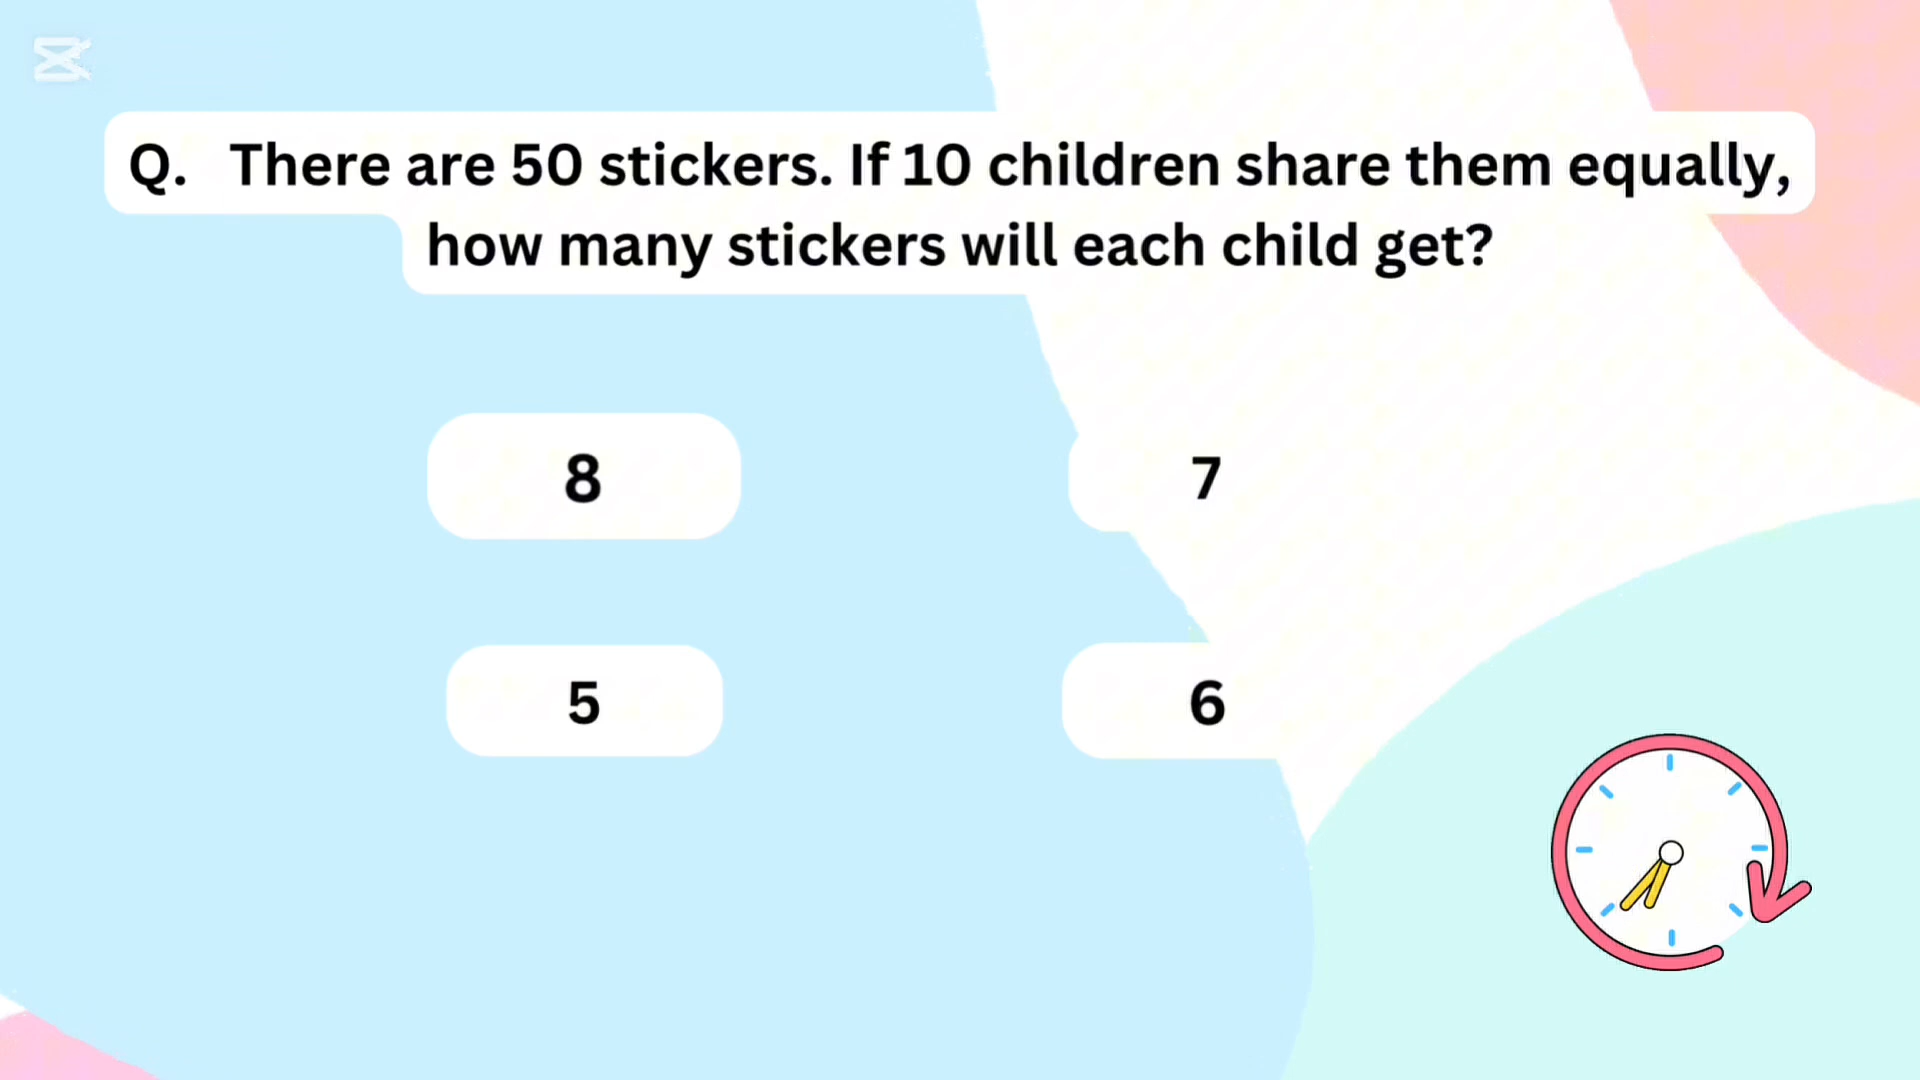 Q. There are 50 stickers. If 10 children share them equally,
how many stickers will each child get?
8
7
5
6